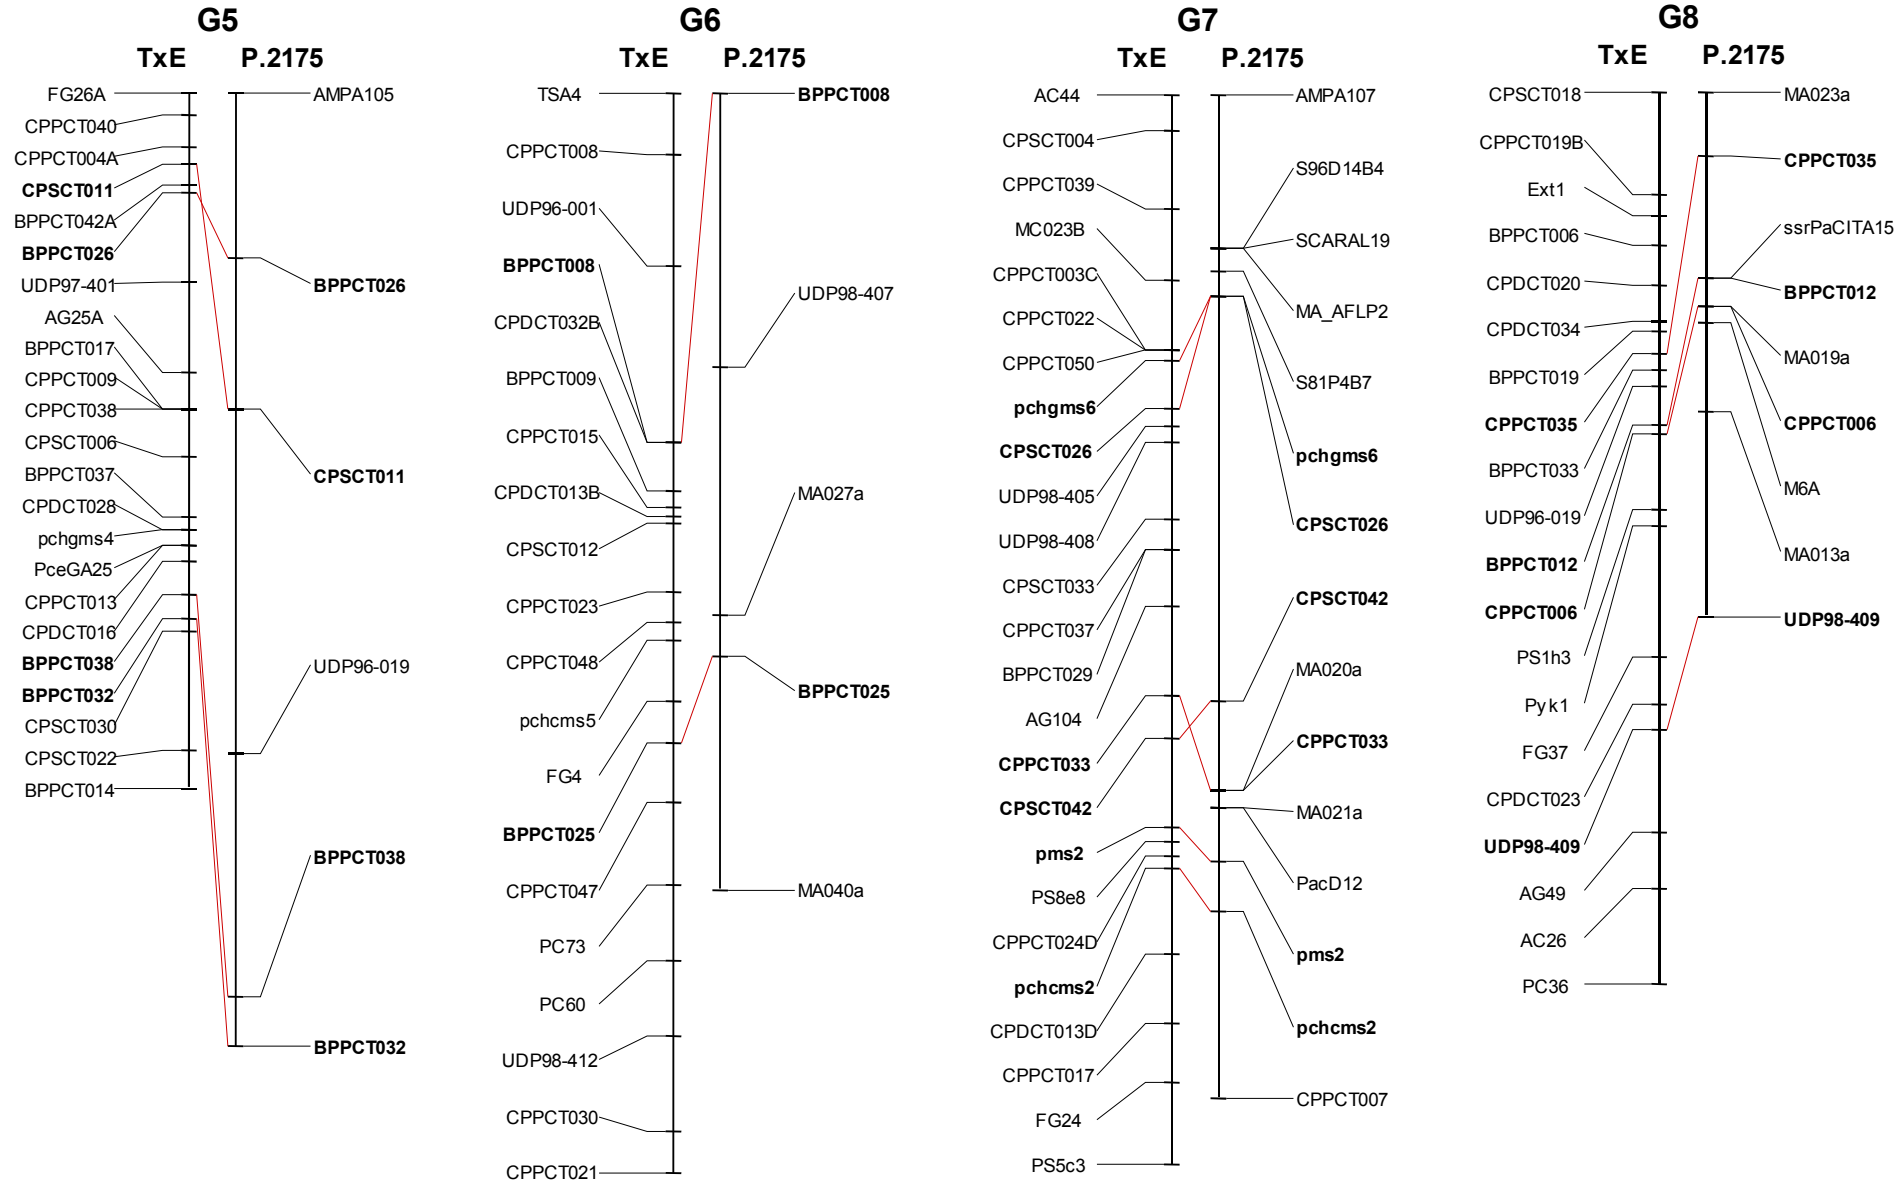 G5
TxE P.2175
FG26A
CPPCT040
CPPCT004A
CPSCT011
BPPCT042A
BPPCT026
UDP97-401
AG25A
BPPCT017
CPPCT009
CPPCT038
CPSCT006
BPPCT037
CPDCT028
pchgms4
PceGA25
CPPCT013
CPDCT016
BPPCT038
BPPCT032
CPSCT030
CPSCT022
BPPCT014
AMPA105
BPPCT026
CPSCT011
UDP96-019
BPPCT038
BPPCT032
G6
TxE P.2175
TSA4
CPPCT008
UDP96-001
BPPCT008
CPDCT032B
BPPCT009
CPPCT015
CPDCT013B
CPSCT012
CPPCT023
CPPCT048
pchcms5
FG4
BPPCT025
CPPCT047
PC73
PC60
UDP98-412
CPPCT030
CPPCT021
BPPCT008
UDP98-407
MA027a
BPPCT025
MA040a
G7
TxE P.2175
AC44
CPSCT004
CPPCT039
MC023B
CPPCT003C
CPPCT022
CPPCT050
pchgms6
CPSCT026
UDP98-405
UDP98-408
CPSCT033
CPPCT037
BPPCT029
AG104
CPPCT033
CPSCT042
pms2
PS8e8
CPPCT024D
pchcms2
CPDCT013D
CPPCT017
FG24
PS5c3
AMPA107
S96D14B4
SCARAL19
MA_AFLP2
S81P4B7
pchgms6
CPSCT026
CPSCT042
MA020a
CPPCT033
MA021a
PacD12
pms2
pchcms2
CPPCT007
G8
TxE P.2175
CPSCT018
CPPCT019B
Ext1
BPPCT006
CPDCT020
CPDCT034
BPPCT019
CPPCT035
BPPCT033
UDP96-019
BPPCT012
CPPCT006
PS1h3
Pyk1
FG37
CPDCT023
UDP98-409
AG49
AC26
PC36
MA023a
CPPCT035
ssrPaCITA15
BPPCT012
MA019a
CPPCT006
M6A
MA013a
UDP98-409